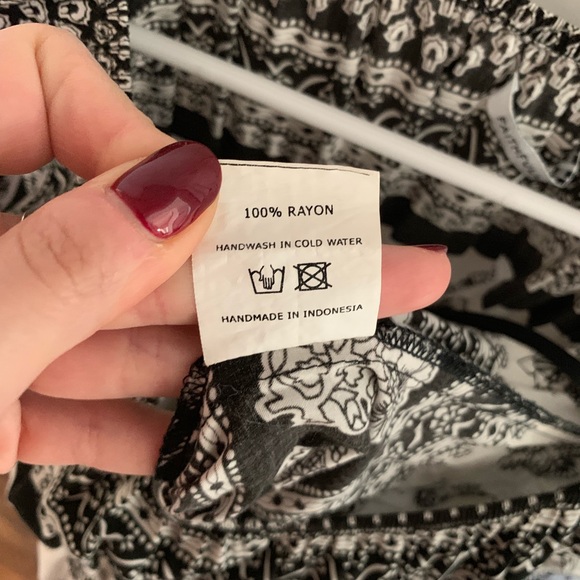 100% RAYON
HANDWASH IN COLD WATER
HANDMADE IN INDONESIA